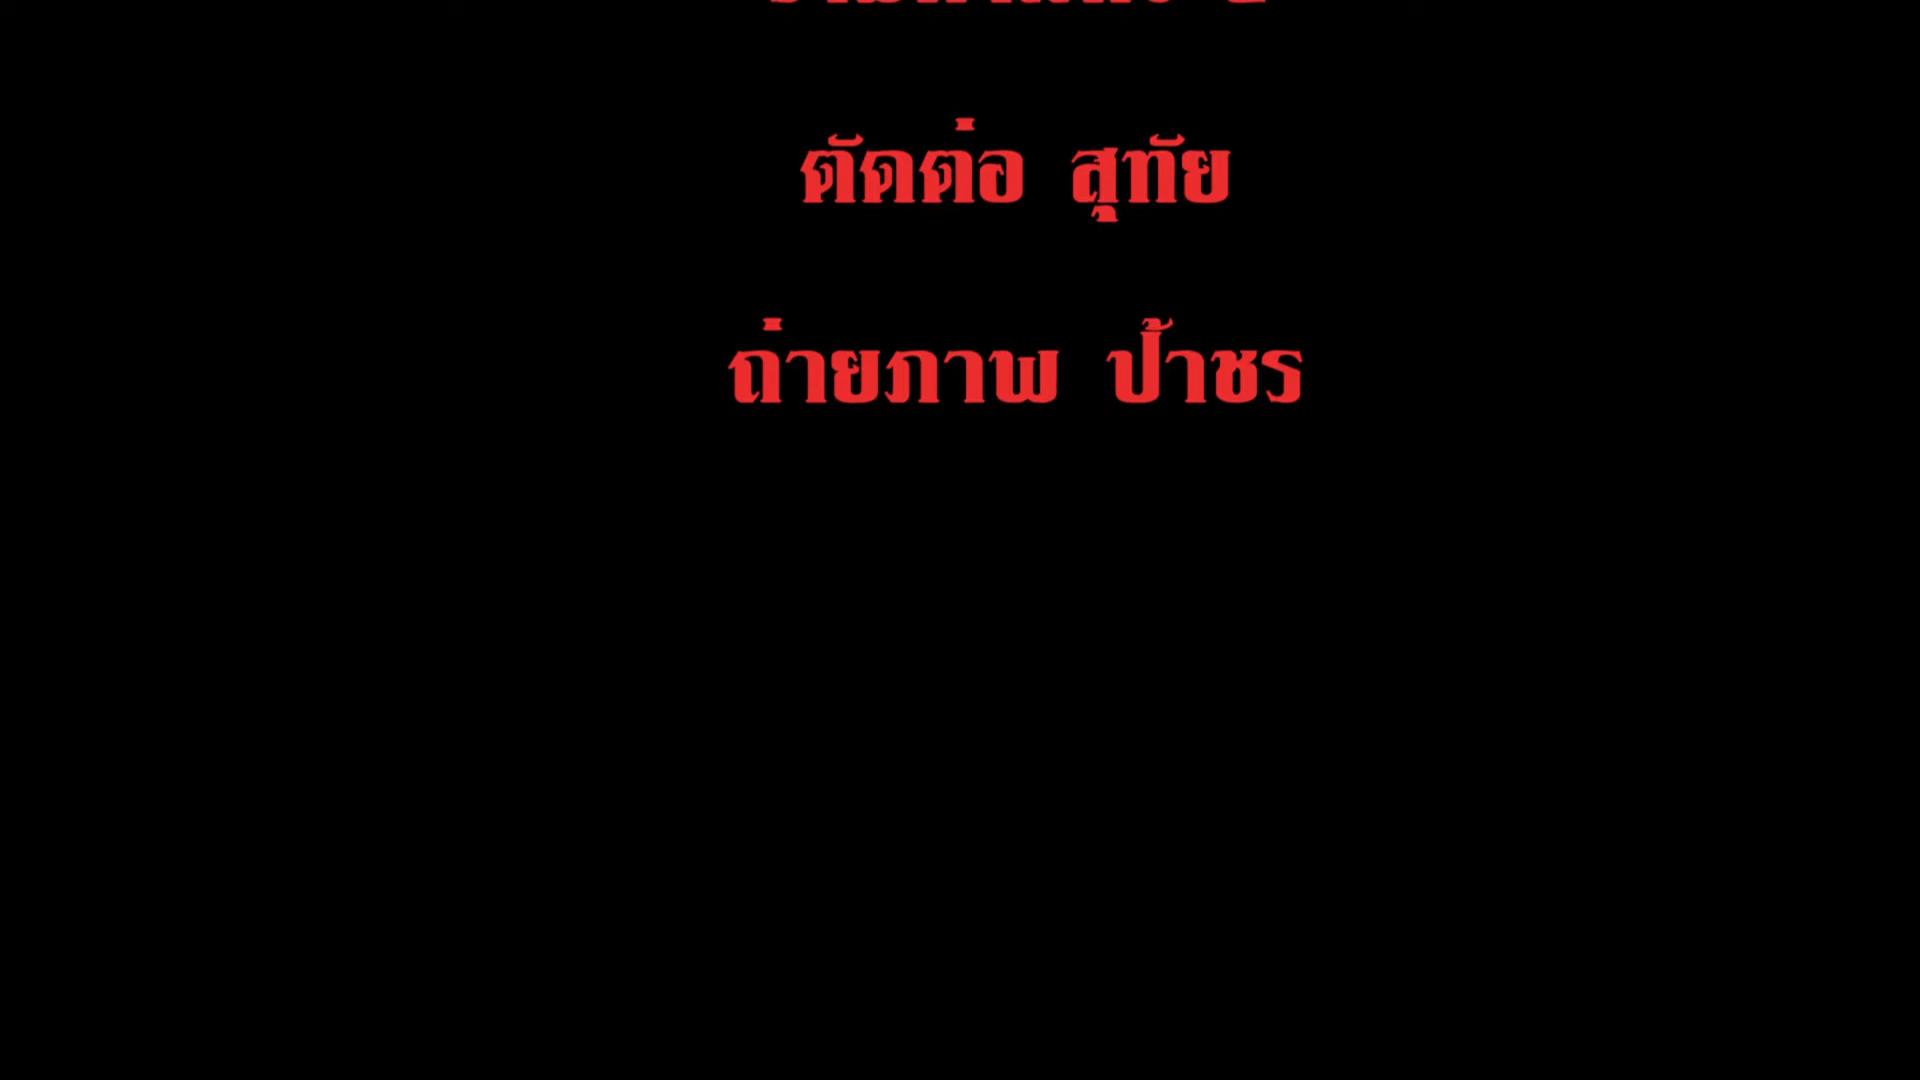 ตัดต่อ สุทัย
ถ่ายภาพ ป้าชร